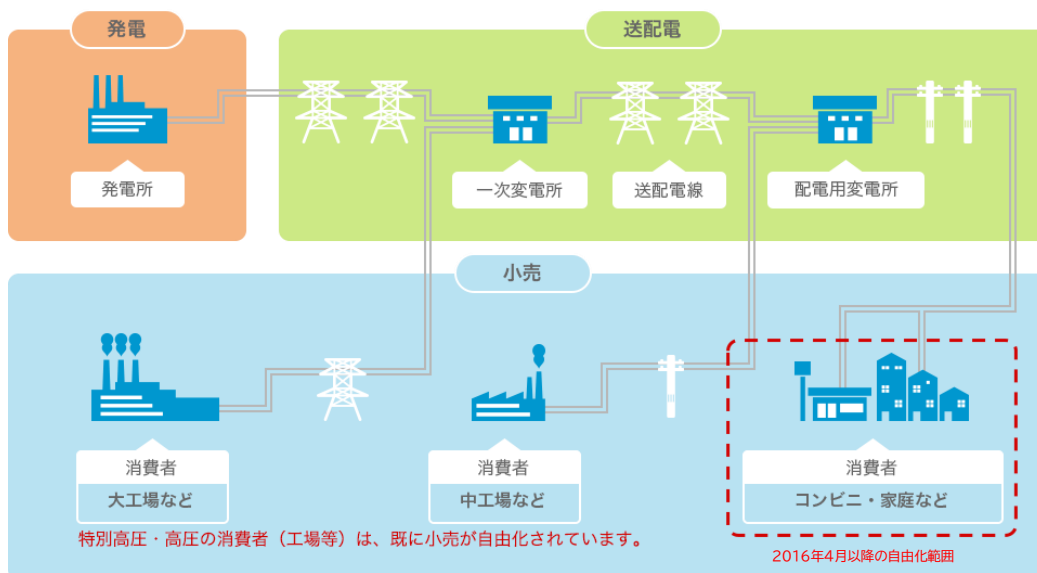 発電
送配電
発電所
一次変電所
送配電線
配電用変電所
小売
消費者
大工場など
消費者
中工場など
消費者
コンビニ・家庭など
特別高圧・高圧の消費者（工場等）は、既に小売が自由化されています。
2016年4月以降の自由化範囲